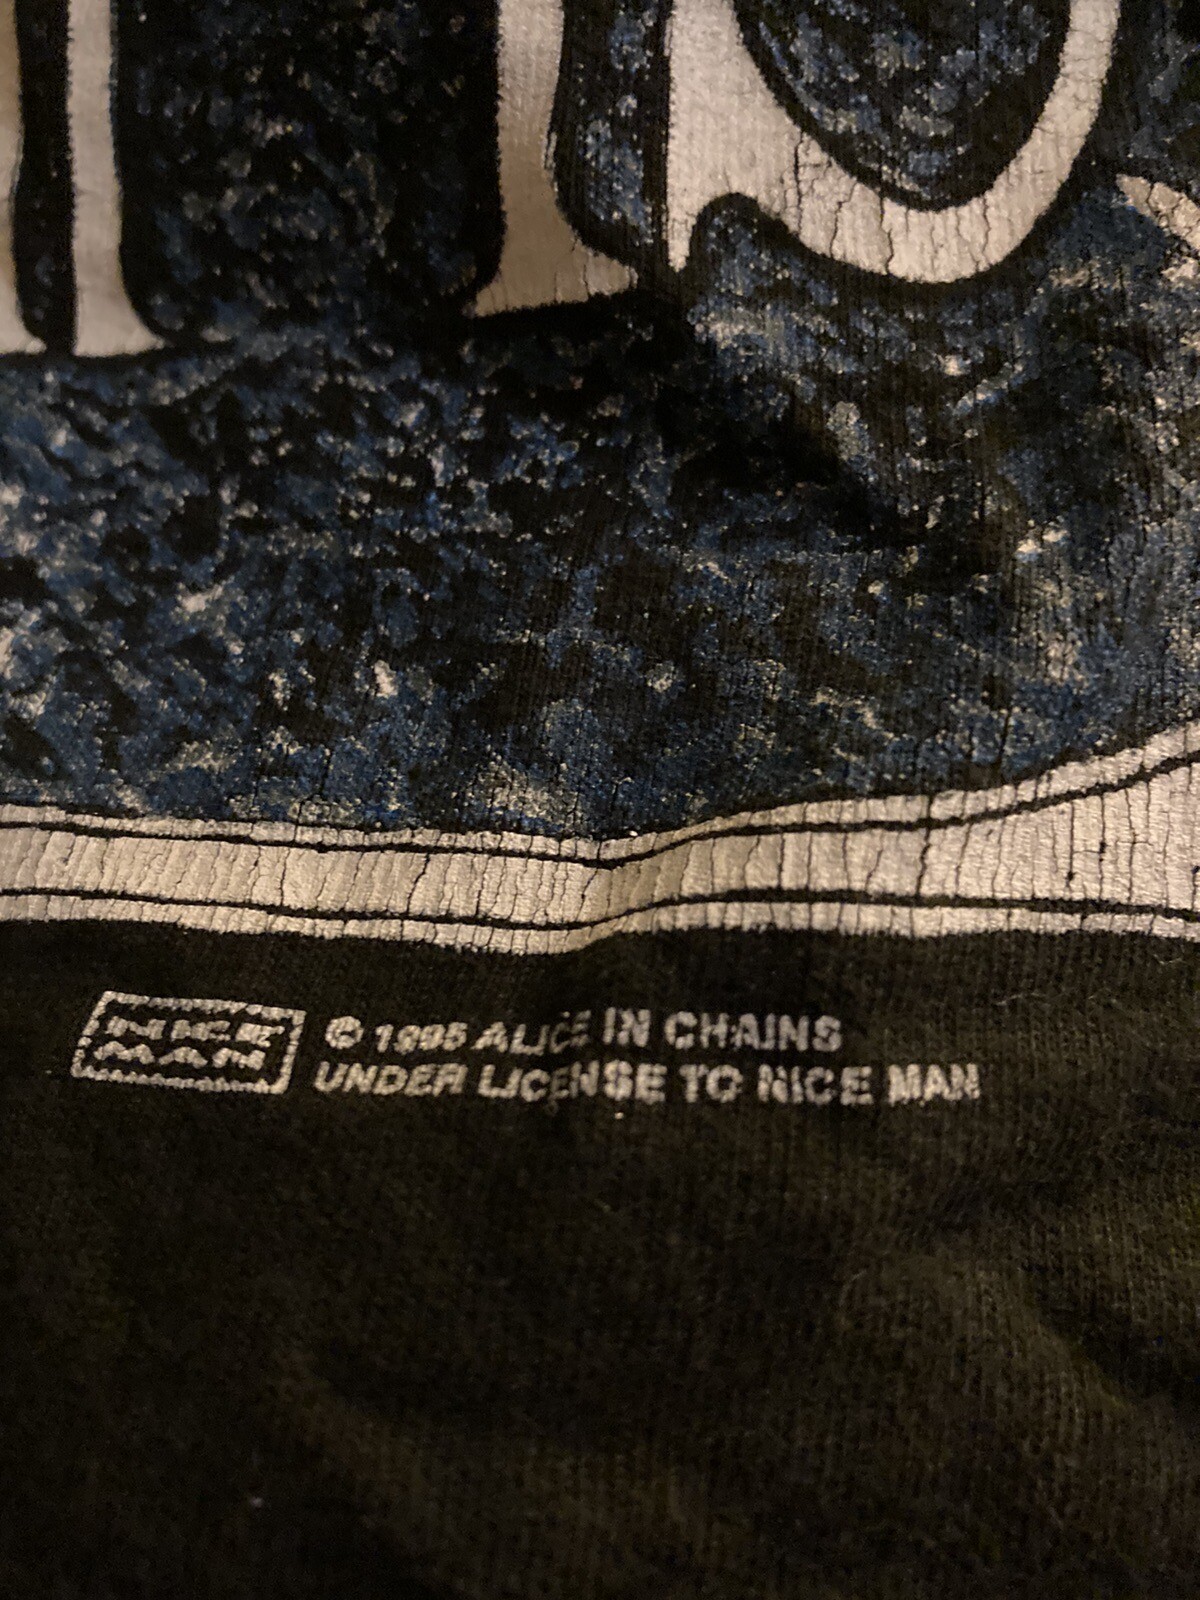 NICE
MAN
© 1995 ALICE IN CHAINS
UNDER LICENSE TO NICE MAN